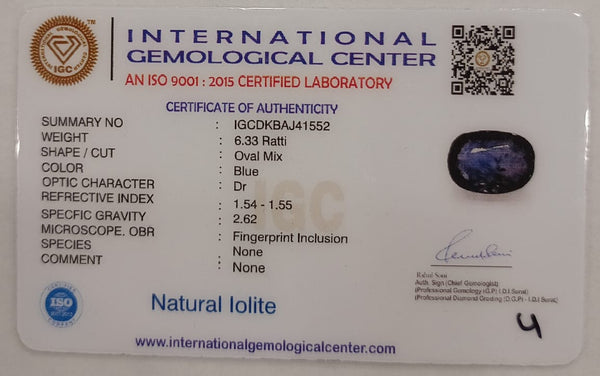 INTERNATIONAL
GEMOLOGICAL CENTER
AN ISO 9001 : 2015 CERTIFIED LABORATORY
IGC
TM
CERTIFICATE OF AUTHENTICITY
SUMMARY NO : IGCDKBAJ41552
WEIGHT : 6.33 Ratti
SHAPE / CUT : Oval Mix
COLOR : Blue
OPTIC CHARACTER : Dr
REFRECTIVE INDEX : 1.54 - 1.55
SPECFIC GRAVITY : 2.62
MICROSCOPE. OBR : Fingerprint Inclusion
SPECIES : None
COMMENT : None
IGC
Rahul Soni
Auth. Sign (Chief Gemologist)
(Professional Gemology (G.P) - I.D.I Surat)
(Professional Diamond Grading (D.G.P) - I.D.I Surat)
ISO
Natural Iolite
4
www.internationalgemologicalcenter.com